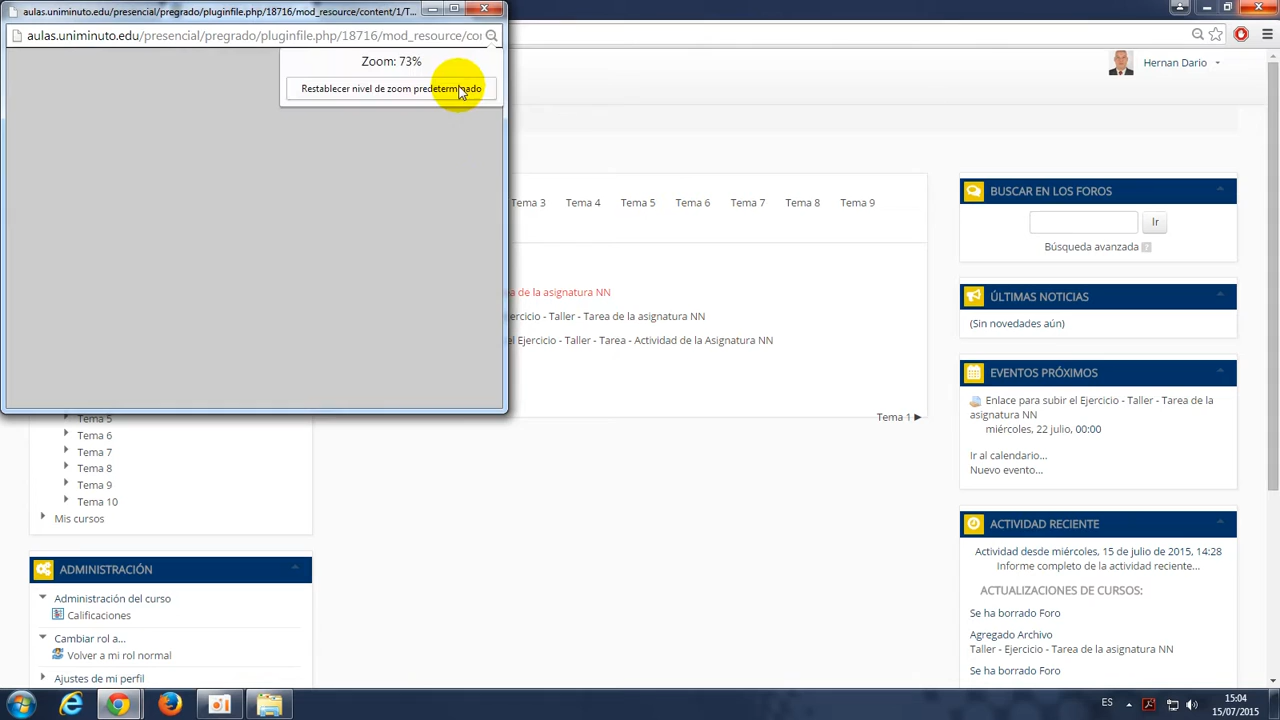 aulas.uniminuto.edu/presencial/pregrado/pluginfile.php/18716/mod_resource/content/1/T...
aulas.uniminuto.edu/presencial/pregrado/pluginfile.php/18716/mod_resource/co
Zoom: 73%
Restablecer nivel de zoom predeterminado
Hernan Dario
Tema 3
Tema 4
Tema 5
Tema 6
Tema 7
Tema 8
Tema 9
ea de la asignatura NN
ercicio - Taller - Tarea de la asignatura NN
el Ejercicio - Taller - Tarea - Actividad de la Asignatura NN
Tema 1
BUSCAR EN LOS FOROS
Ir
Búsqueda avanzada ?
ÚLTIMAS NOTICIAS
(Sin novedades aún)
EVENTOS PRÓXIMOS
Enlace para subir el Ejercicio - Taller - Tarea de la
asignatura NN
miércoles, 22 julio, 00:00
Ir al calendario...
Nuevo evento...
ACTIVIDAD RECIENTE
Actividad desde miércoles, 15 de julio de 2015, 14:28
Informe completo de la actividad reciente...
ACTUALIZACIONES DE CURSOS:
Se ha borrado Foro
Agregado Archivo
Taller - Ejercicio - Tarea de la asignatura NN
Se ha borrado Foro
Tema 5
Tema 6
Tema 7
Tema 8
Tema 9
Tema 10
Mis cursos
ADMINISTRACIÓN
Administración del curso
Calificaciones
Cambiar rol a...
Volver a mi rol normal
Ajustes de mi perfil
ES
15:04
15/07/2015